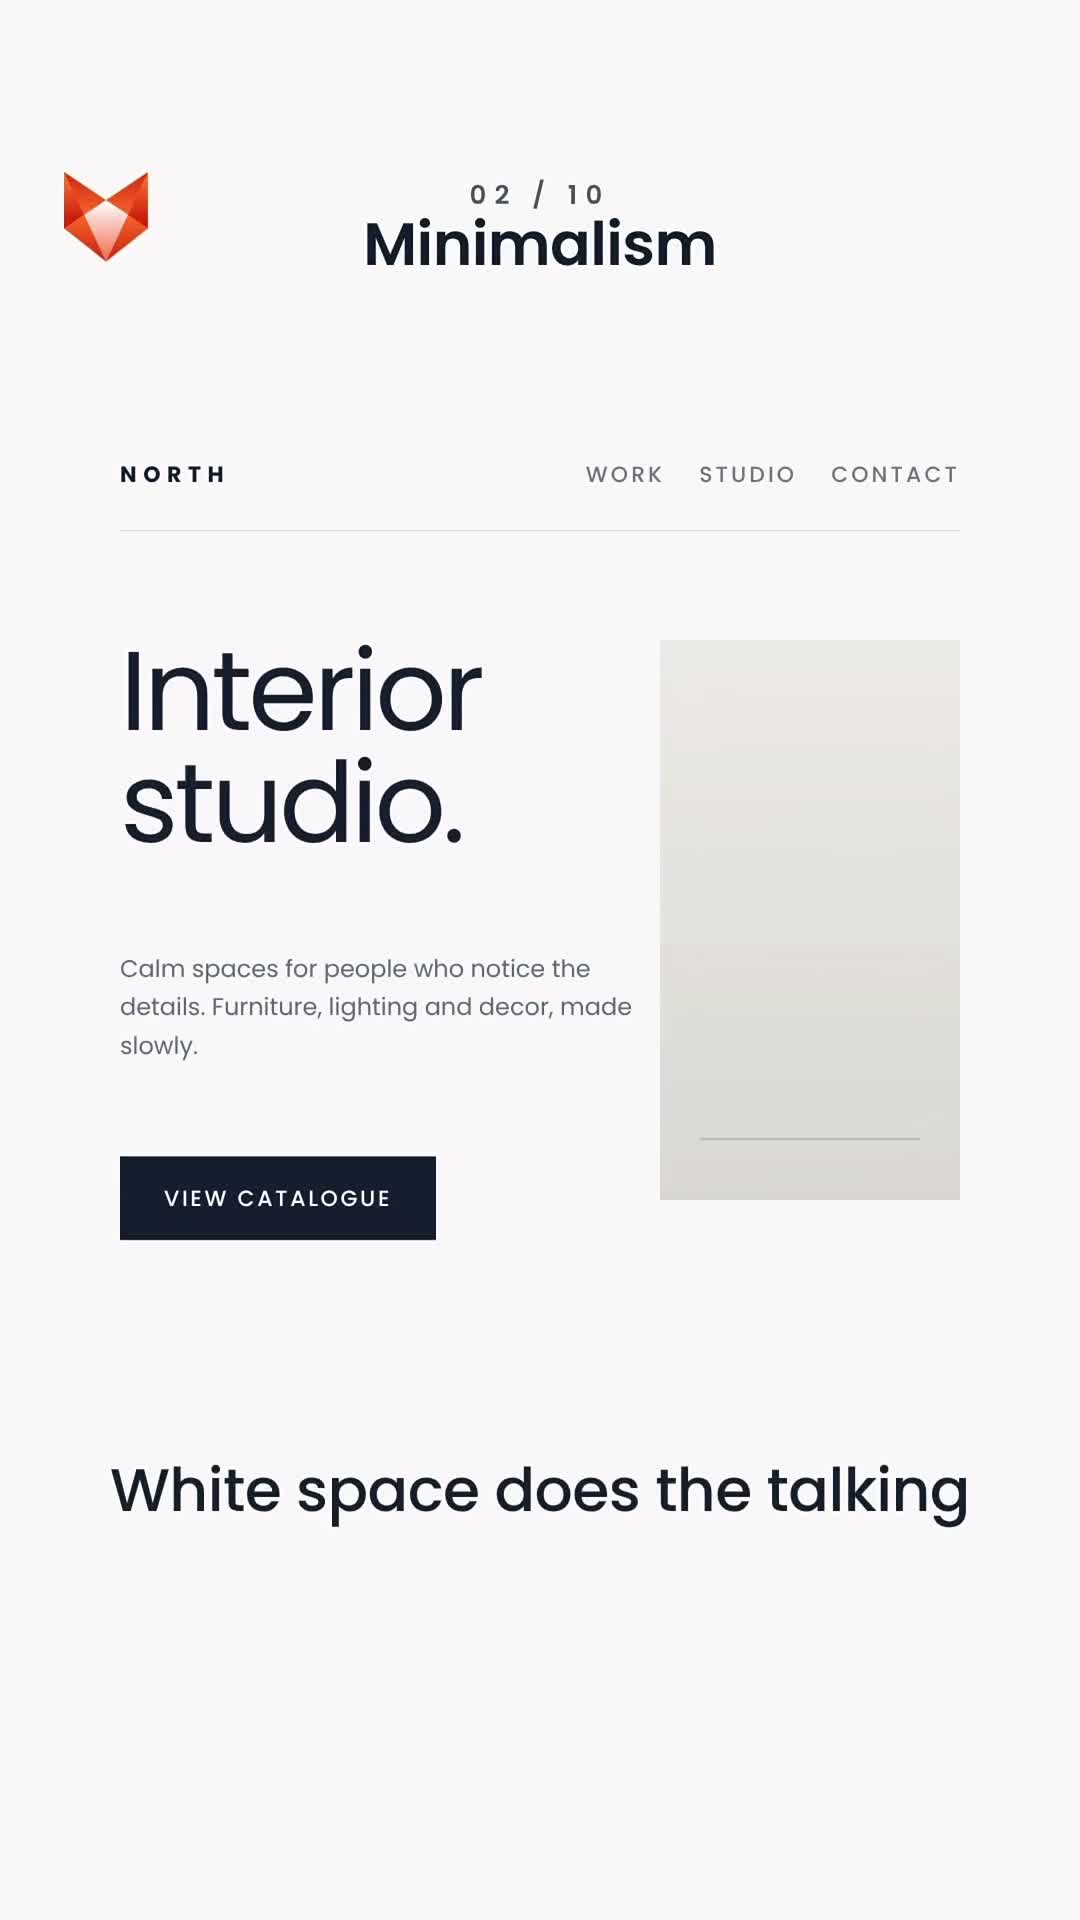 02 / 10
Minimalism
NORTH
WORK STUDIO CONTACT
Interior
studio.
Calm spaces for people who notice the
details. Furniture, lighting and decor, made
slowly.
VIEW CATALOGUE
White space does the talking